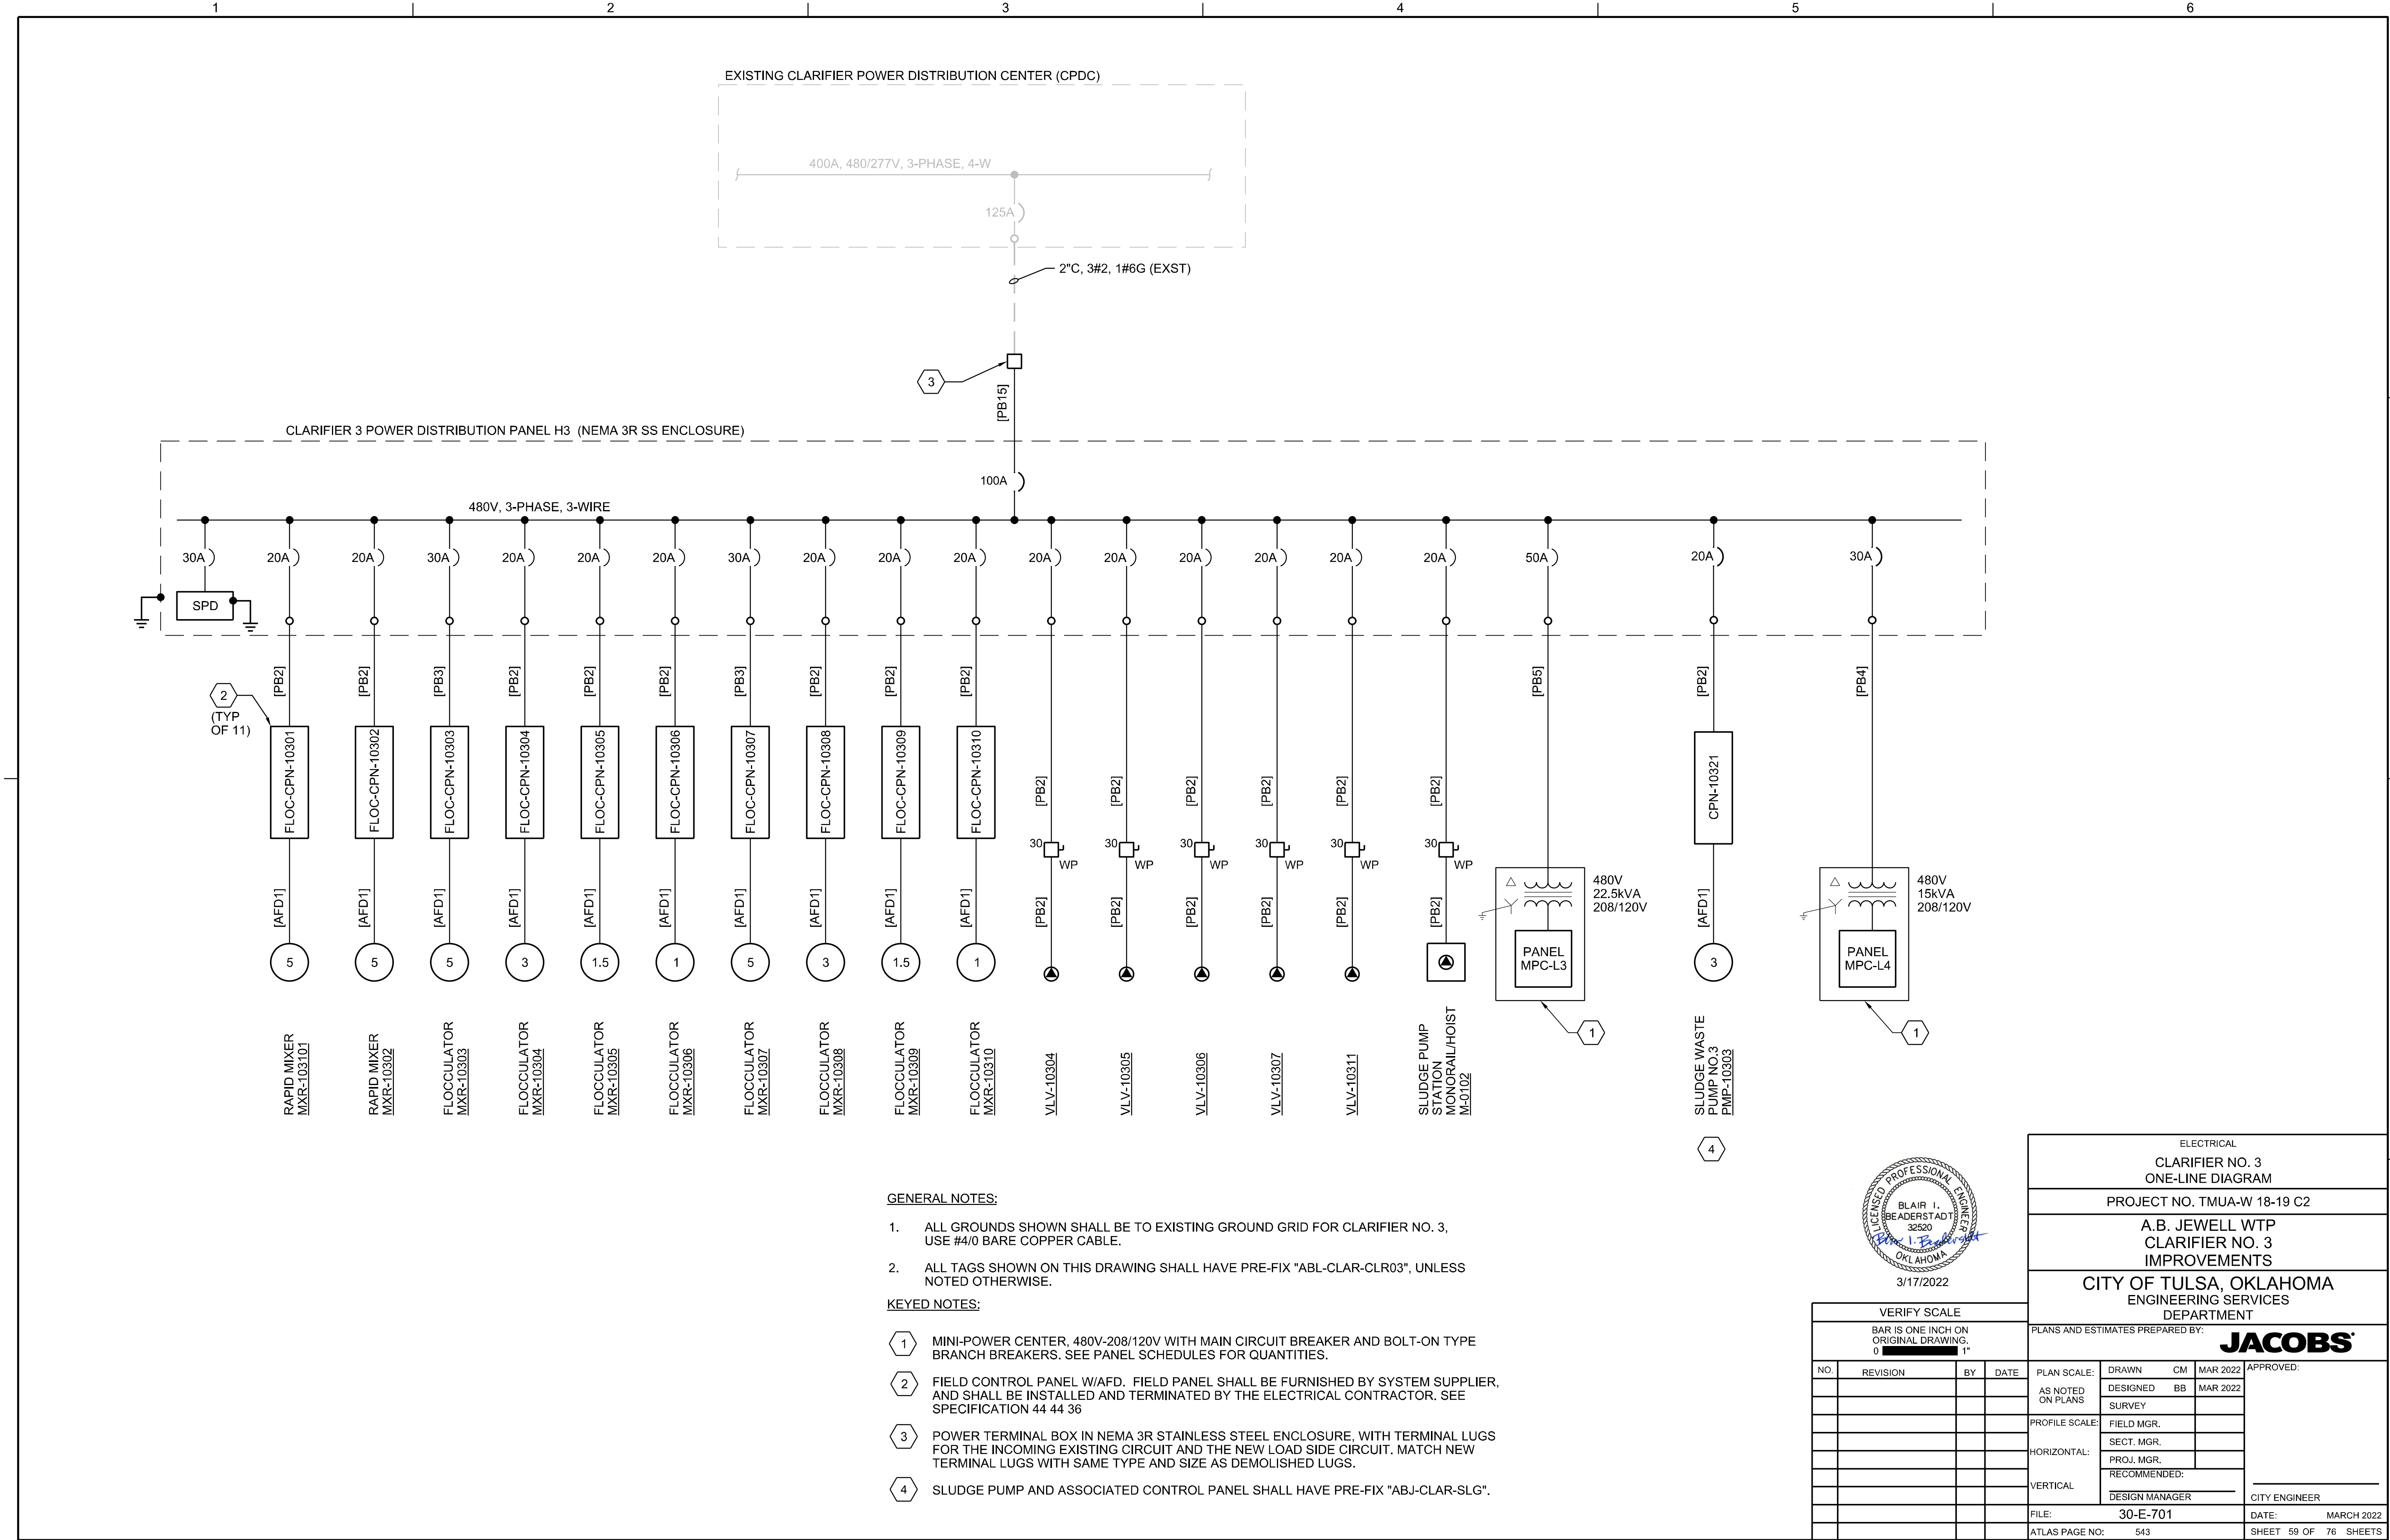 1
2
3
4
5
6
EXISTING CLARIFIER POWER DISTRIBUTION CENTER (CPDC)
400A, 480/277V, 3-PHASE, 4-W
125A
2"C, 3#2, 1#6G (EXST)
3
[PB15]
CLARIFIER 3 POWER DISTRIBUTION PANEL H3 (NEMA 3R SS ENCLOSURE)
100A
480V, 3-PHASE, 3-WIRE
30A
20A
20A
30A
20A
20A
20A
30A
20A
20A
20A
20A
20A
20A
20A
20A
20A
50A
20A
30A
SPD
[PB2]
[PB2]
[PB3]
[PB2]
[PB2]
[PB2]
[PB3]
[PB2]
[PB2]
[PB2]
[PB5]
[PB2]
[PB4]
2
(TYP
OF 11)
FLOC-CPN-10301
FLOC-CPN-10302
FLOC-CPN-10303
FLOC-CPN-10304
FLOC-CPN-10305
FLOC-CPN-10306
FLOC-CPN-10307
FLOC-CPN-10308
FLOC-CPN-10309
FLOC-CPN-10310
[PB2]
[PB2]
[PB2]
[PB2]
[PB2]
[PB2]
CPN-10321
30
WP
30
WP
30
WP
30
WP
30
WP
30
WP
[AFD1]
[AFD1]
[AFD1]
[AFD1]
[AFD1]
[AFD1]
[AFD1]
[AFD1]
[AFD1]
[AFD1]
[PB2]
[PB2]
[PB2]
[PB2]
[PB2]
[PB2]
480V
22.5kVA
208/120V
[AFD1]
480V
15kVA
208/120V
5
5
5
3
1.5
1
5
3
1.5
1
PANEL
MPC-L3
3
PANEL
MPC-L4
1
1
RAPID MIXER
MXR-103101
RAPID MIXER
MXR-10302
FLOCCULATOR
MXR-10303
FLOCCULATOR
MXR-10304
FLOCCULATOR
MXR-10305
FLOCCULATOR
MXR-10306
FLOCCULATOR
MXR-10307
FLOCCULATOR
MXR-10308
FLOCCULATOR
MXR-10309
FLOCCULATOR
MXR-10310
VLV-10304
VLV-10305
VLV-10306
VLV-10307
VLV-10311
SLUDGE PUMP
STATION
MONORAIL/HOIST
M-0102
SLUDGE WASTE
PUMP NO.3
PMP-10303
4
GENERAL NOTES:
1. ALL GROUNDS SHOWN SHALL BE TO EXISTING GROUND GRID FOR CLARIFIER NO. 3,
USE #4/0 BARE COPPER CABLE.
2. ALL TAGS SHOWN ON THIS DRAWING SHALL HAVE PRE-FIX "ABL-CLAR-CLR03", UNLESS
NOTED OTHERWISE.
KEYED NOTES:
1 MINI-POWER CENTER, 480V-208/120V WITH MAIN CIRCUIT BREAKER AND BOLT-ON TYPE
BRANCH BREAKERS. SEE PANEL SCHEDULES FOR QUANTITIES.
2 FIELD CONTROL PANEL W/AFD. FIELD PANEL SHALL BE FURNISHED BY SYSTEM SUPPLIER,
AND SHALL BE INSTALLED AND TERMINATED BY THE ELECTRICAL CONTRACTOR. SEE
SPECIFICATION 44 44 36
3 POWER TERMINAL BOX IN NEMA 3R STAINLESS STEEL ENCLOSURE, WITH TERMINAL LUGS
FOR THE INCOMING EXISTING CIRCUIT AND THE NEW LOAD SIDE CIRCUIT. MATCH NEW
TERMINAL LUGS WITH SAME TYPE AND SIZE AS DEMOLISHED LUGS.
4 SLUDGE PUMP AND ASSOCIATED CONTROL PANEL SHALL HAVE PRE-FIX "ABJ-CLAR-SLG".
LICENSED PROFESSIONAL ENGINEER
BLAIR I.
BEADERSTADT
32520
Blair I. Beaderstadt
OKLAHOMA
3/17/2022
ELECTRICAL
CLARIFIER NO. 3
ONE-LINE DIAGRAM
PROJECT NO. TMUA-W 18-19 C2
A.B. JEWELL WTP
CLARIFIER NO. 3
IMPROVEMENTS
CITY OF TULSA, OKLAHOMA
ENGINEERING SERVICES
DEPARTMENT
PLANS AND ESTIMATES PREPARED BY:
JACOBS
VERIFY SCALE
BAR IS ONE INCH ON
ORIGINAL DRAWING.
0 1"
NO. REVISION BY DATE
PLAN SCALE:
AS NOTED
ON PLANS
PROFILE SCALE:
HORIZONTAL:
VERTICAL
DRAWN CM MAR 2022
DESIGNED BB MAR 2022
SURVEY
FIELD MGR.
SECT. MGR.
PROJ. MGR.
RECOMMENDED:
DESIGN MANAGER
APPROVED:
CITY ENGINEER
FILE: 30-E-701
DATE: MARCH 2022
ATLAS PAGE NO: 543
SHEET 59 OF 76 SHEETS